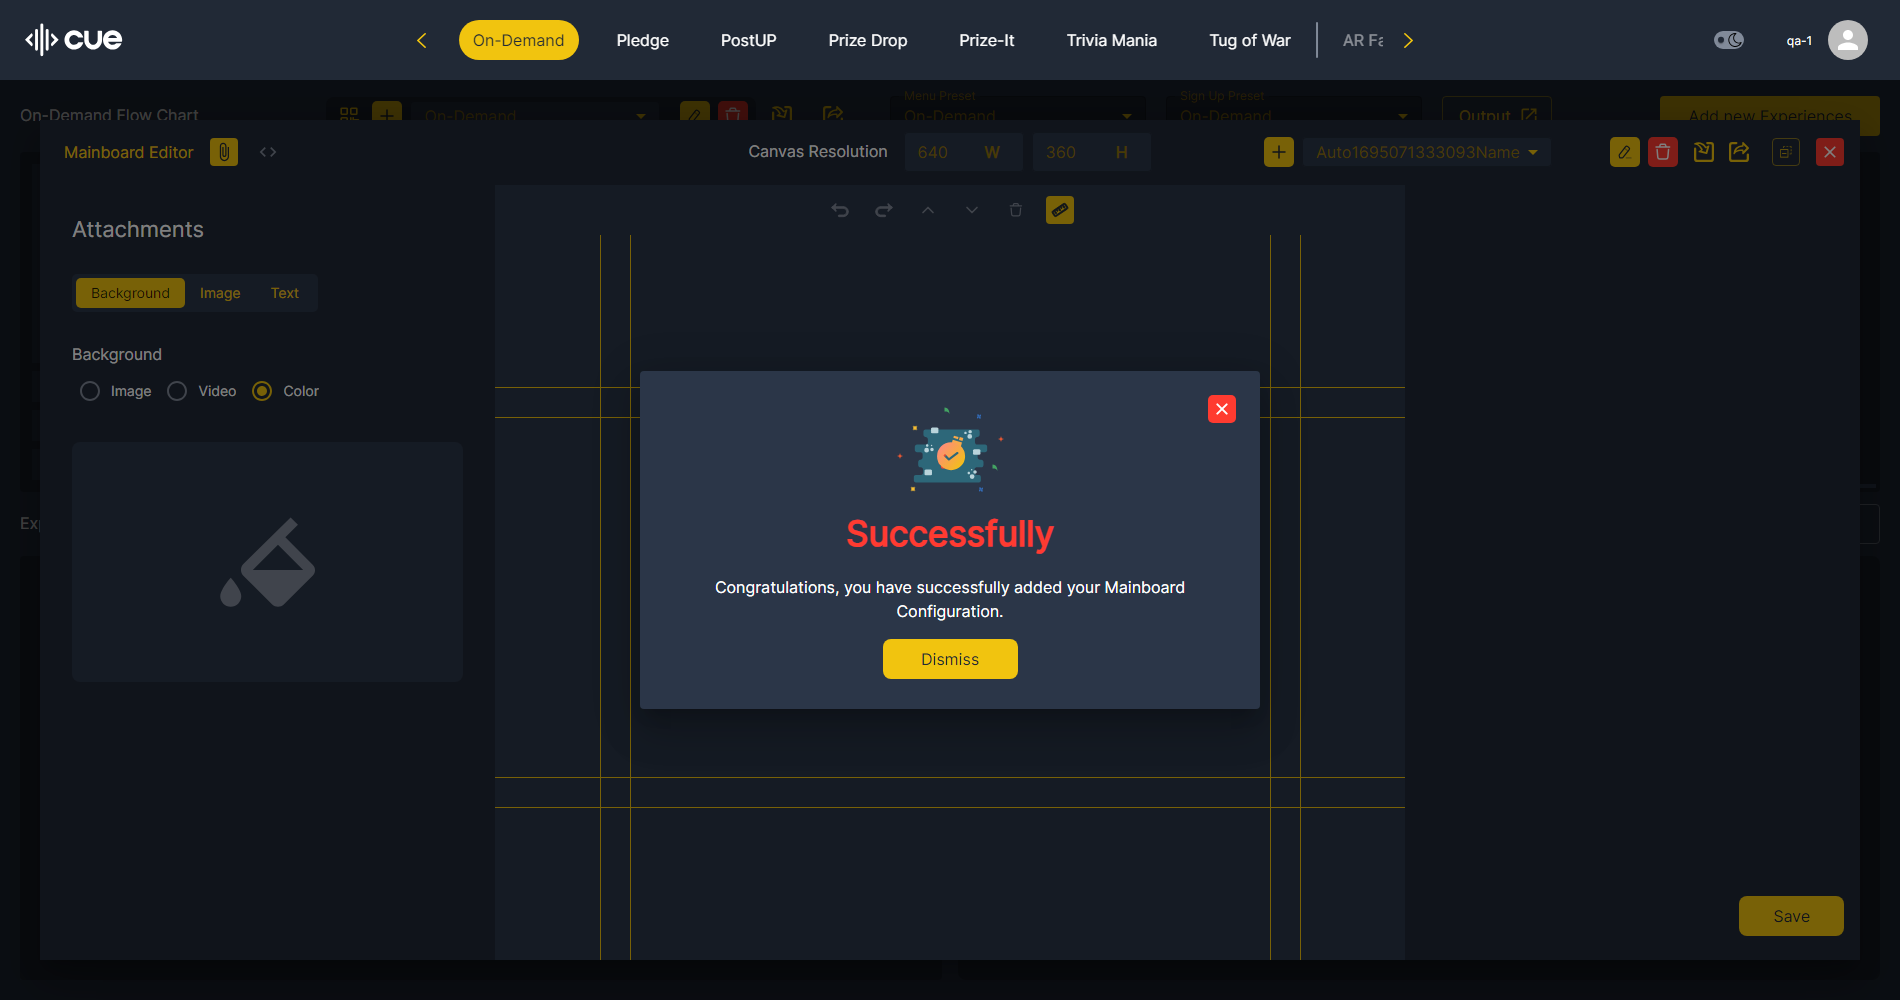 cue
On-Demand
Pledge
PostUP
Prize Drop
Prize-It
Trivia Mania
Tug of War
AR Fa
qa-1
On-Demand Flow Chart
On-Demand
Menu Preset
On-Demand
Sign Up Preset
On-Demand
Output
Add new Experiences
Mainboard Editor
Canvas Resolution
640 W
360 H
Auto1695071333093Name
Attachments
Background
Image
Text
Background
Image
Video
Color
Exp
Successfully
Congratulations, you have successfully added your Mainboard
Configuration.
Dismiss
Save